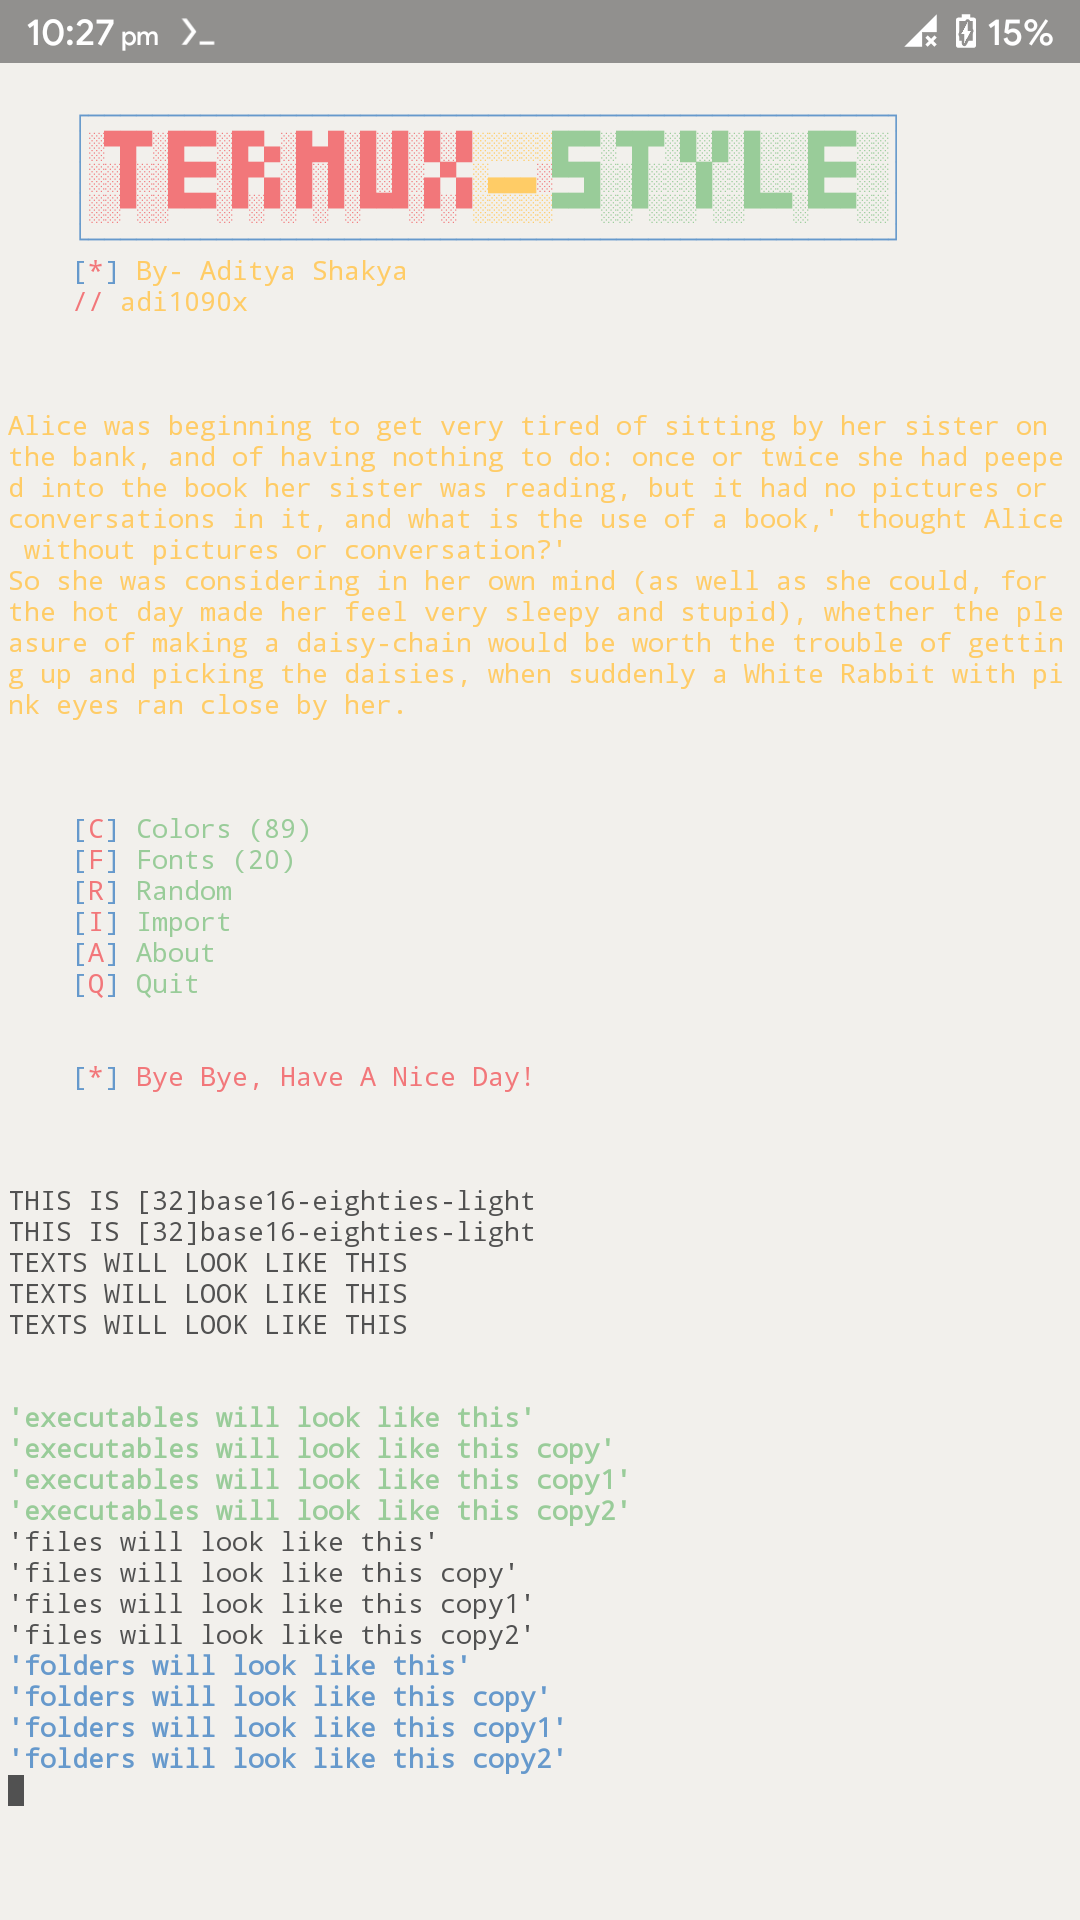 10:27 pm 15%
TERMUX-STYLE
[*] By- Aditya Shakya
// adi1090x
Alice was beginning to get very tired of sitting by her sister on
the bank, and of having nothing to do: once or twice she had peepe
d into the book her sister was reading, but it had no pictures or
conversations in it, and what is the use of a book,' thought Alice
without pictures or conversation?'
So she was considering in her own mind (as well as she could, for
the hot day made her feel very sleepy and stupid), whether the ple
asure of making a daisy-chain would be worth the trouble of gettin
g up and picking the daisies, when suddenly a White Rabbit with pi
nk eyes ran close by her.
[C] Colors (89)
[F] Fonts (20)
[R] Random
[I] Import
[A] About
[Q] Quit
[*] Bye Bye, Have A Nice Day!
THIS IS [32]base16-eighties-light
THIS IS [32]base16-eighties-light
TEXTS WILL LOOK LIKE THIS
TEXTS WILL LOOK LIKE THIS
TEXTS WILL LOOK LIKE THIS
'executables will look like this'
'executables will look like this copy'
'executables will look like this copy1'
'executables will look like this copy2'
'files will look like this'
'files will look like this copy'
'files will look like this copy1'
'files will look like this copy2'
'folders will look like this'
'folders will look like this copy'
'folders will look like this copy1'
'folders will look like this copy2'